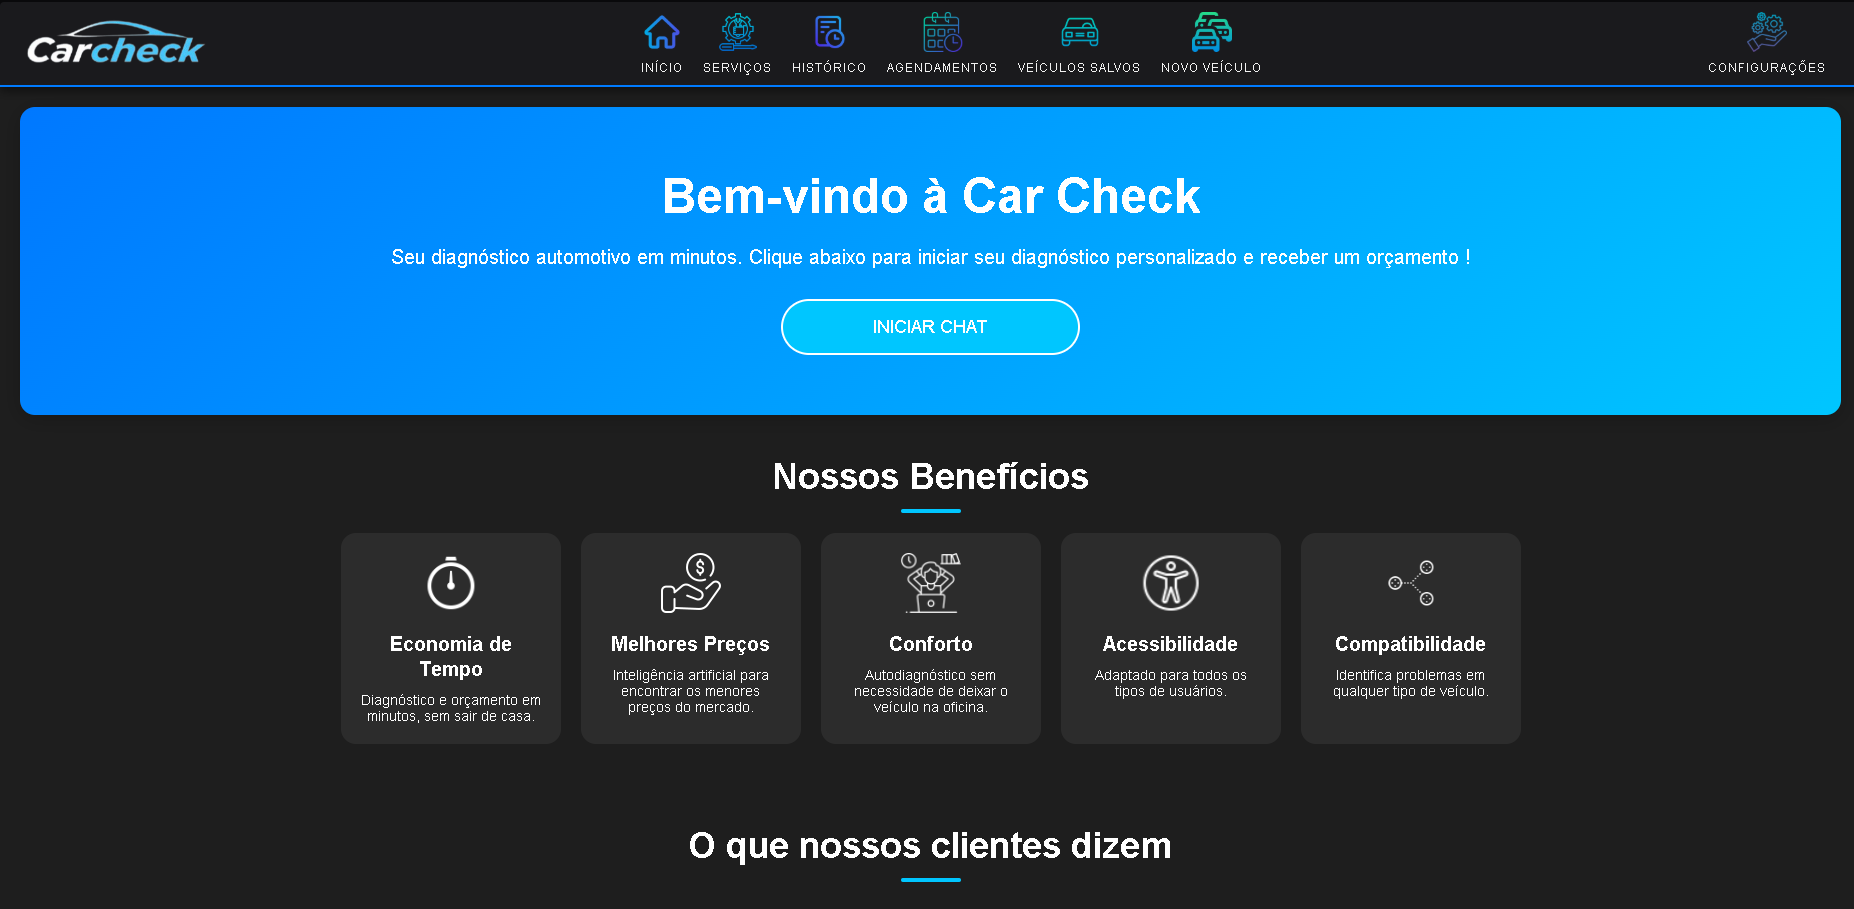 Carcheck
INÍCIO
SERVIÇOS
HISTÓRICO
AGENDAMENTOS
VEÍCULOS SALVOS
NOVO VEÍCULO
CONFIGURAÇÕES
Bem-vindo à Car Check
Seu diagnóstico automotivo em minutos. Clique abaixo para iniciar seu diagnóstico personalizado e receber um orçamento !
INICIAR CHAT
Nossos Benefícios
Economia de
Tempo
Diagnóstico e orçamento em
minutos, sem sair de casa.
Melhores Preços
Inteligência artificial para
encontrar os menores
preços do mercado.
Conforto
Autodiagnóstico sem
necessidade de deixar o
veículo na oficina.
Acessibilidade
Adaptado para todos os
tipos de usuários.
Compatibilidade
Identifica problemas em
qualquer tipo de veículo.
O que nossos clientes dizem